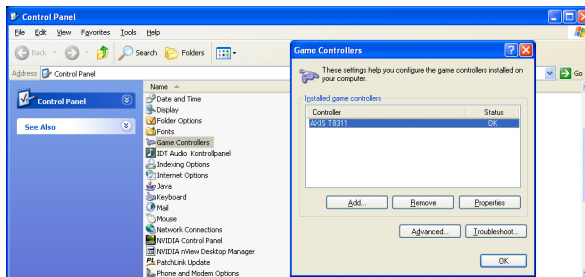 Control Panel
File Edit View Favorites Tools Help
Back Search Folders
Address Control Panel Go
Control Panel
See Also
Name
Date and Time
Display
Folder Options
Fonts
Game Controllers
IDT Audio Kontrollpanel
Indexing Options
Internet Options
Java
Keyboard
Mail
Mouse
Network Connections
NVIDIA Control Panel
NVIDIA nView Desktop Manager
PatchLink Update
Phone and Modem Options
Game Controllers
These settings help you configure the game controllers installed on
your computer.
Installed game controllers
Controller Status
AXIS T8311 OK
Add... Remove Properties
Advanced... Troubleshoot...
OK